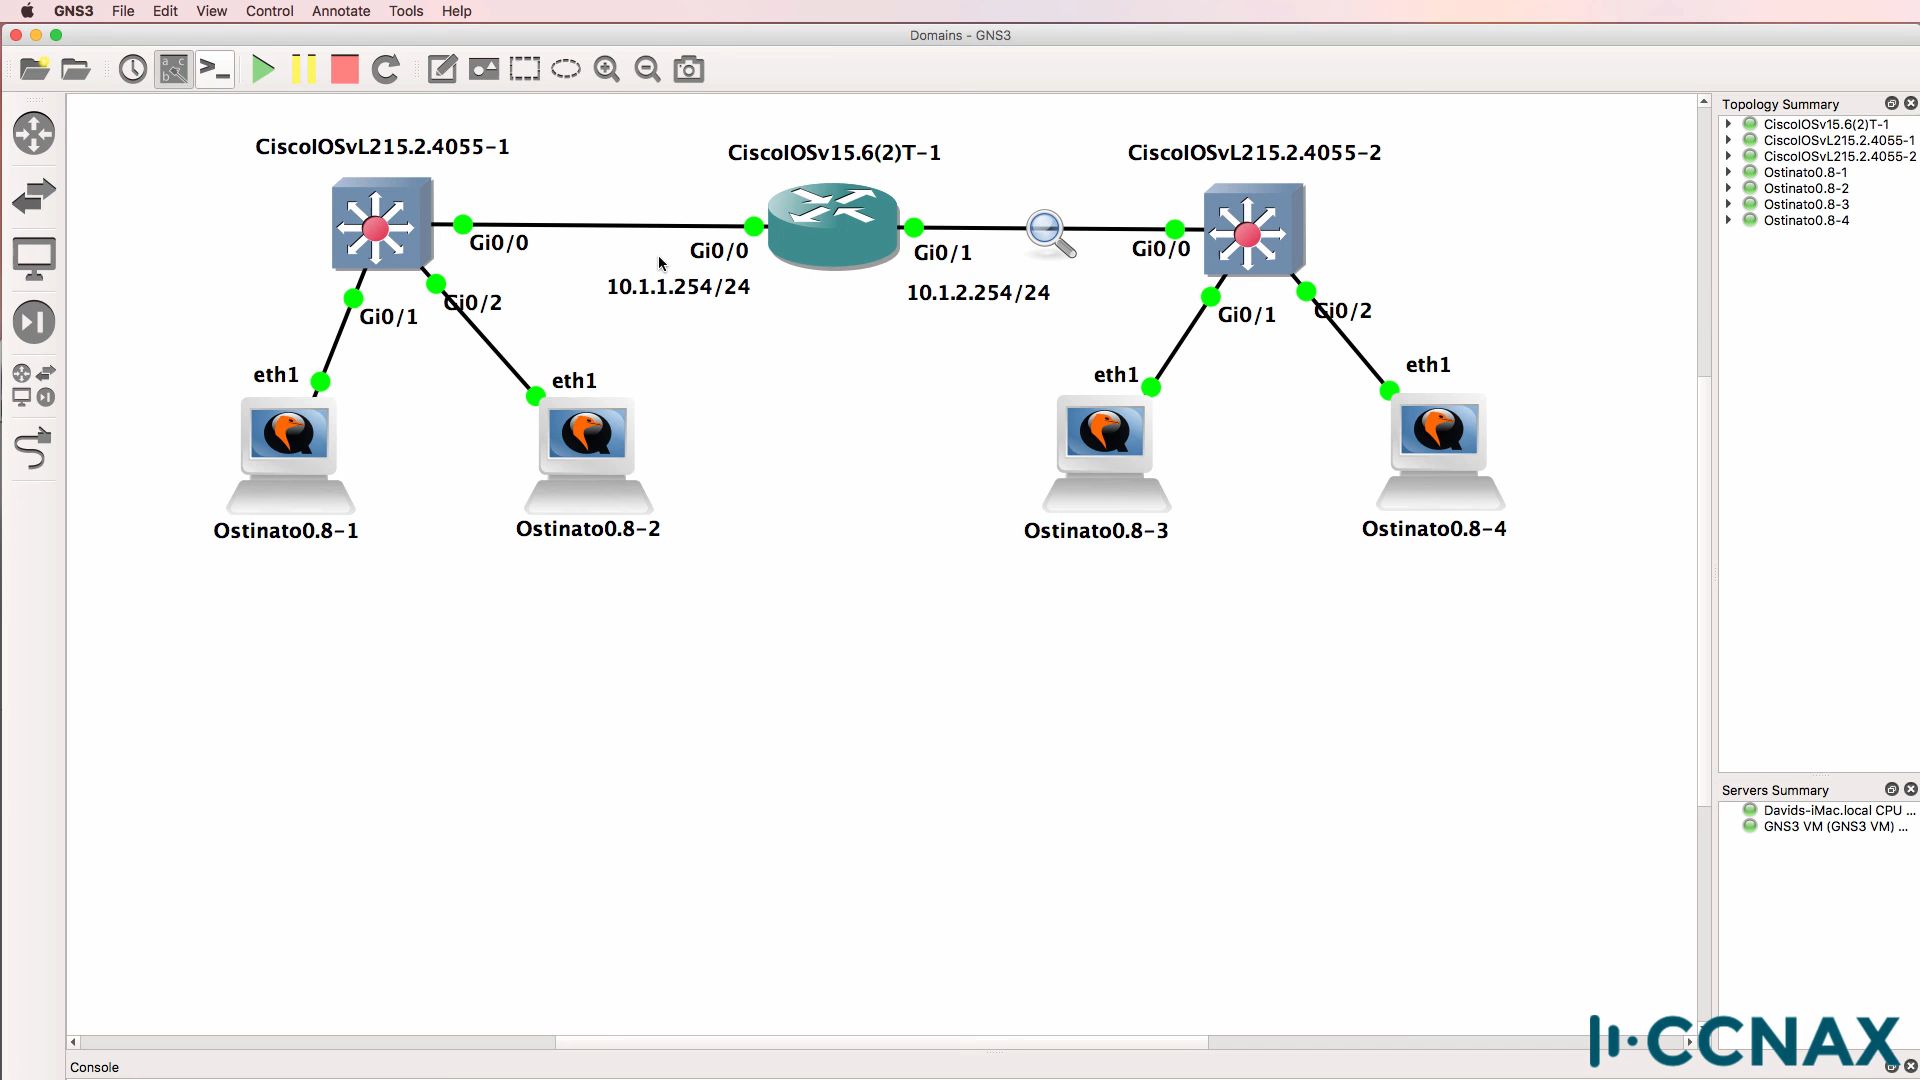 GNS3 File Edit View Control Annotate Tools Help
Domains - GNS3
Topology Summary
CiscoIOSv15.6(2)T-1
CiscoIOSvL215.2.4055-1
CiscoIOSvL215.2.4055-2
Ostinato0.8-1
Ostinato0.8-2
Ostinato0.8-3
Ostinato0.8-4
CiscoIOSvL215.2.4055-1
CiscoIOSv15.6(2)T-1
CiscoIOSvL215.2.4055-2
Gi0/0
Gi0/0
Gi0/1
Gi0/0
10.1.1.254/24
10.1.2.254/24
Gi0/1
Gi0/2
Gi0/1
Gi0/2
eth1
eth1
eth1
eth1
Ostinato0.8-1
Ostinato0.8-2
Ostinato0.8-3
Ostinato0.8-4
Servers Summary
Davids-iMac.local CPU ...
GNS3 VM (GNS3 VM) ...
CCNAX
Console